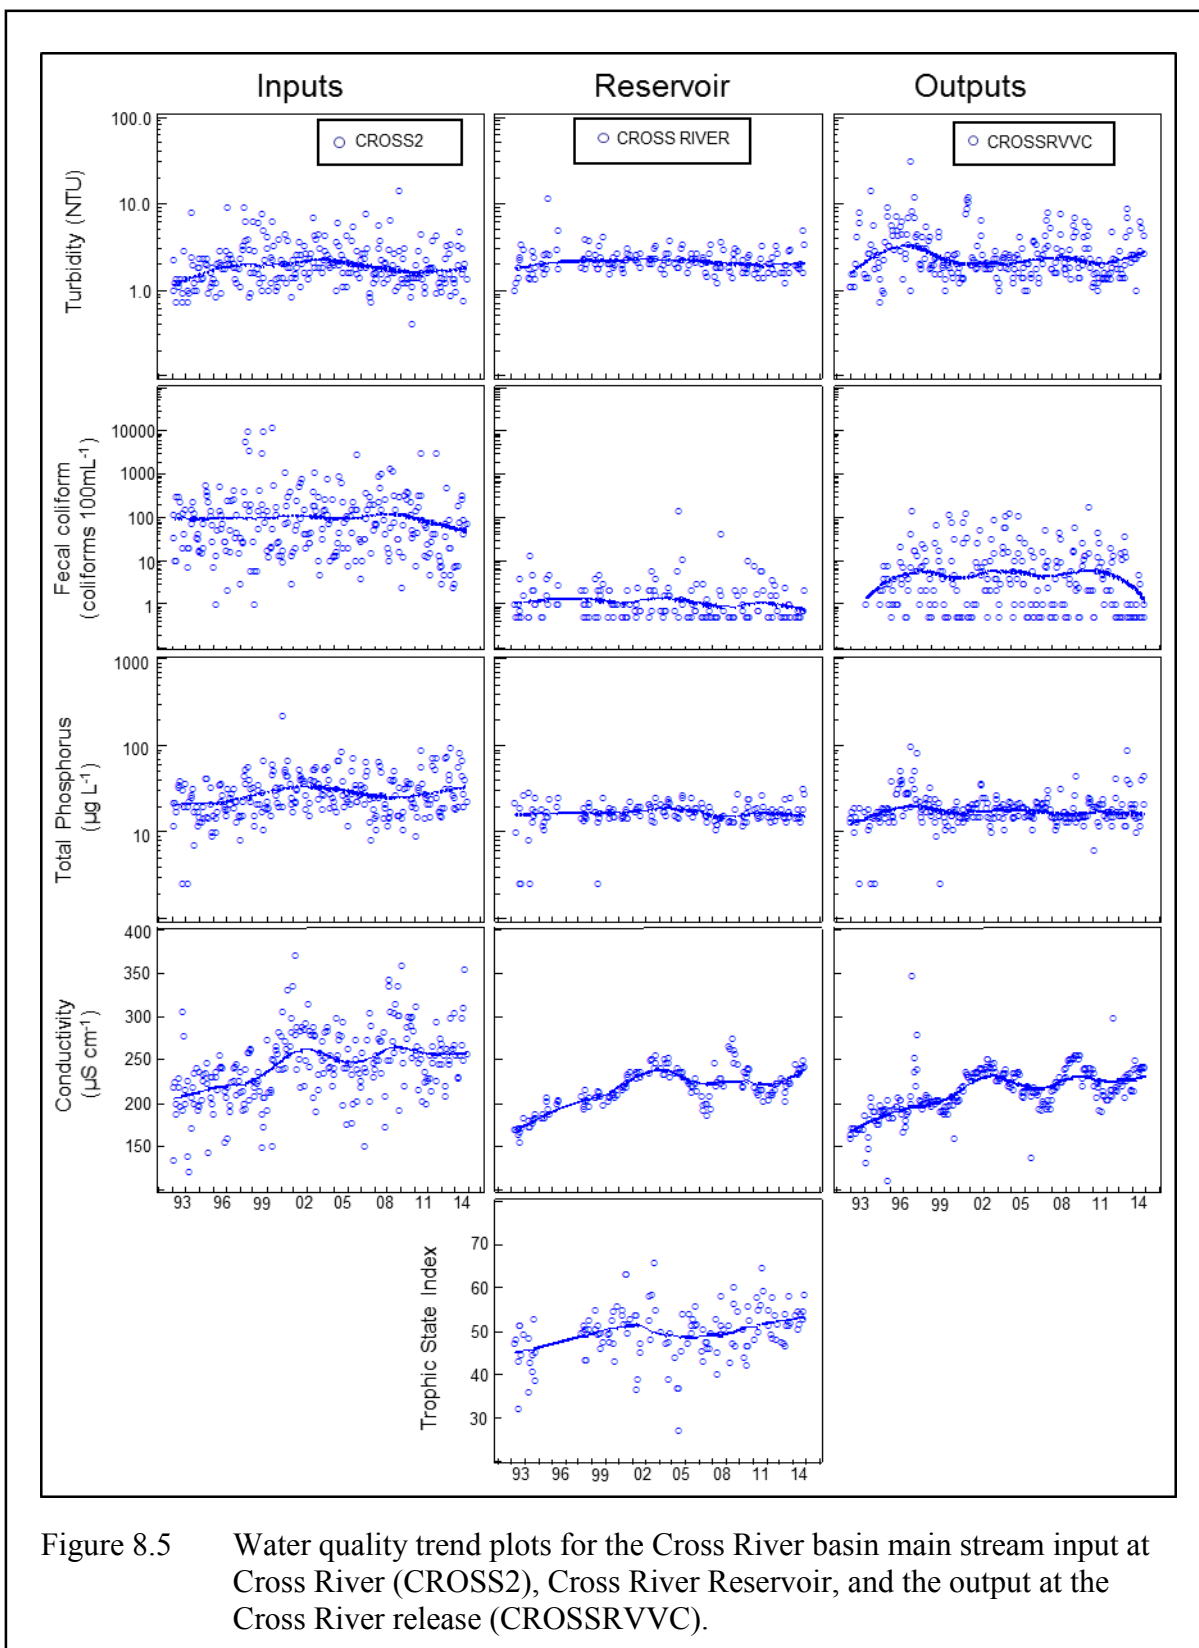 Inputs Reservoir Outputs
CROSS2 CROSS RIVER CROSSRVVC
Turbidity (NTU)
100.0
10.0
1.0
Fecal coliform
(coliforms 100mL⁻¹)
10000
1000
100
10
1
Total Phosphorus
(µg L⁻¹)
1000
100
10
Conductivity
(µS cm⁻¹)
400
350
300
250
200
150
93 96 99 02 05 08 11 14
93 96 99 02 05 08 11 14
Trophic State Index
70
60
50
40
30
93 96 99 02 05 08 11 14
Figure 8.5 Water quality trend plots for the Cross River basin main stream input at
Cross River (CROSS2), Cross River Reservoir, and the output at the
Cross River release (CROSSRVVC).